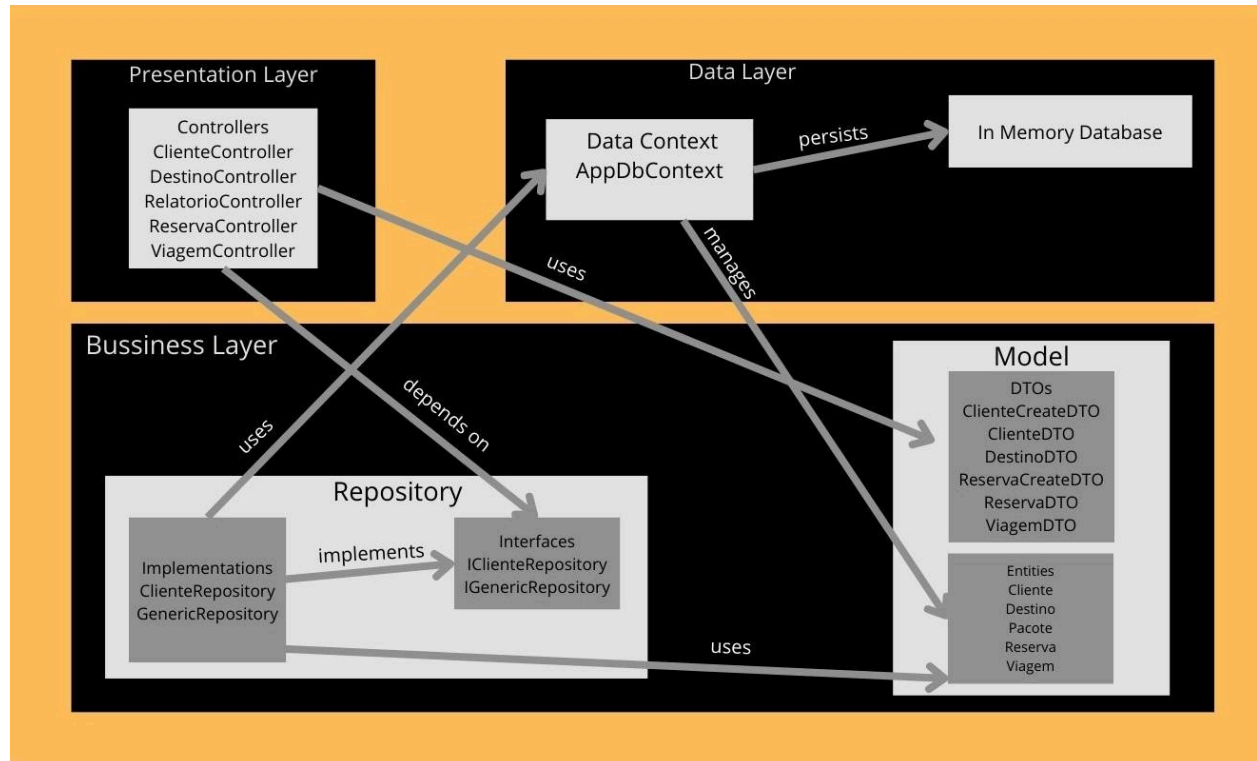 Presentation Layer
Controllers
ClienteController
DestinoController
RelatorioController
ReservaController
ViagemController
Data Layer
Data Context
AppDbContext
persists
In Memory Database
manages
uses
Bussiness Layer
depends on
uses
Repository
Implementations
ClienteRepository
GenericRepository
implements
Interfaces
IClienteRepository
IGenericRepository
uses
Model
DTOs
ClienteCreateDTO
ClienteDTO
DestinoDTO
ReservaCreateDTO
ReservaDTO
ViagemDTO
Entities
Cliente
Destino
Pacote
Reserva
Viagem